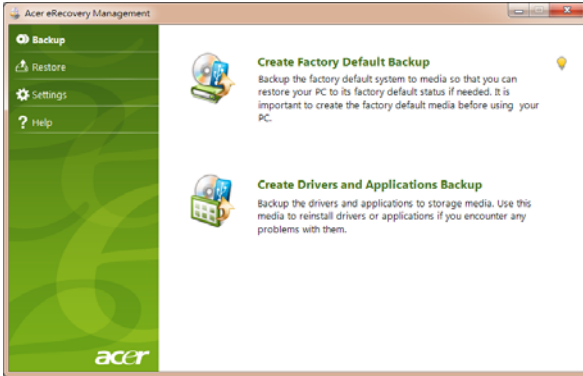 Acer eRecovery Management
Backup
Restore
Settings
Help
Create Factory Default Backup
Backup the factory default system to media so that you can
restore your PC to its factory default status if needed. It is
important to create the factory default media before using your
PC.
Create Drivers and Applications Backup
Backup the drivers and applications to storage media. Use this
media to reinstall drivers or applications if you encounter any
problems with them.
acer